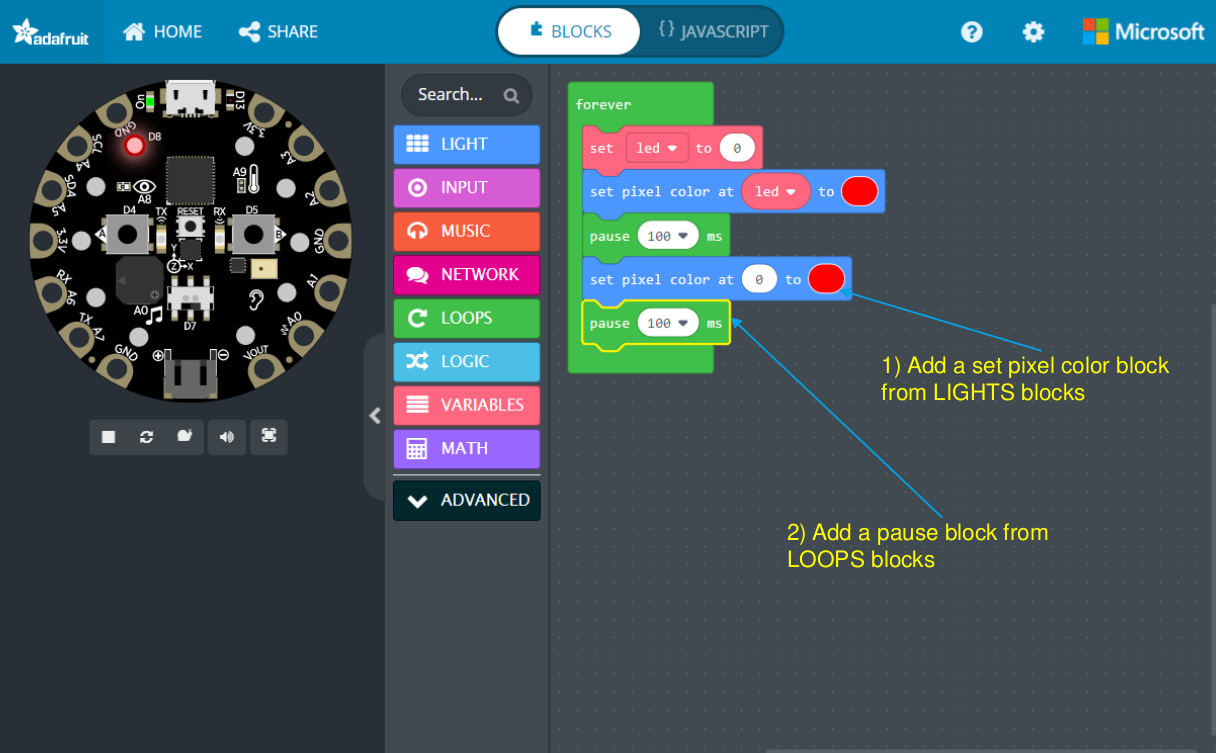 adafruit
HOME
SHARE
BLOCKS
{} JAVASCRIPT
?
Microsoft
On
D13
GND
D8
3.3V
SCL
A4
A3
SDA
A5
A9
A8
A2
D4
TX
RESET
RX
D5
3.3V
A
B
GND
Y
Z
X
RX
A6
A1
A0
D7
TX
A7
A0
GND
VOUT
Search...
LIGHT
INPUT
MUSIC
NETWORK
LOOPS
LOGIC
VARIABLES
MATH
ADVANCED
forever
set led to 0
set pixel color at led to
pause 100 ms
set pixel color at 0 to
pause 100 ms
1) Add a set pixel color block
from LIGHTS blocks
2) Add a pause block from
LOOPS blocks